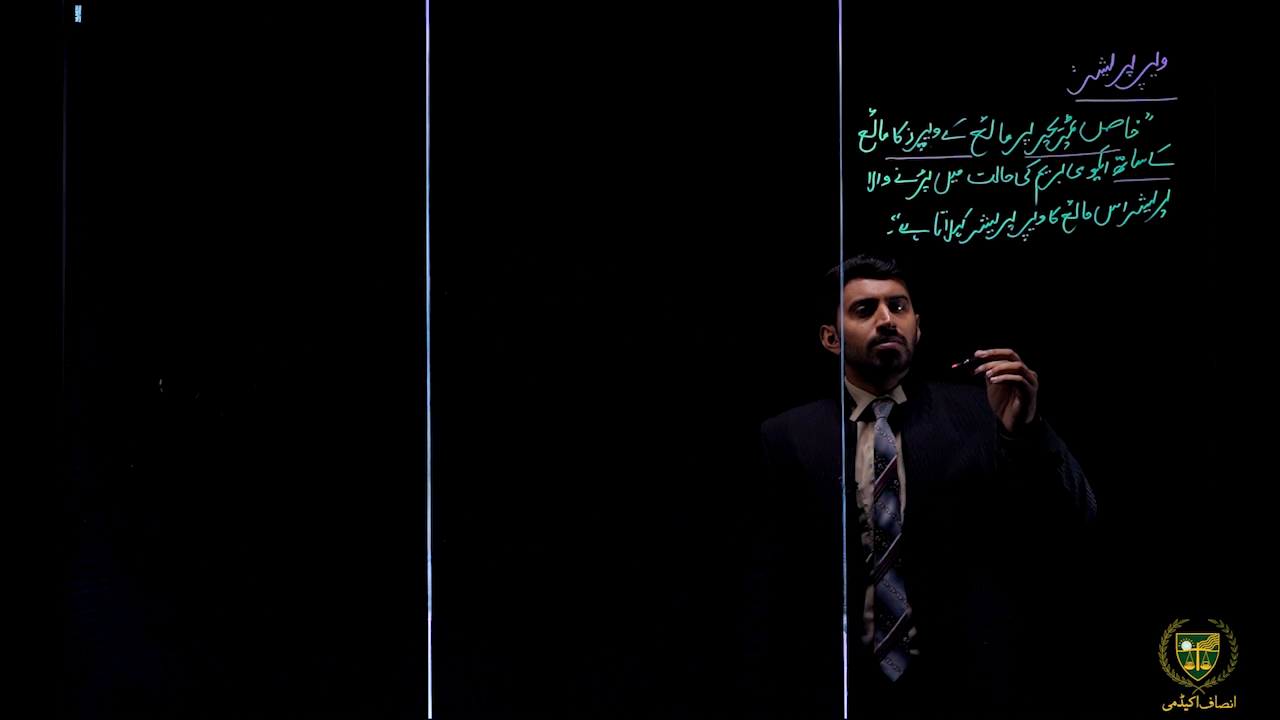 ویپر پریشر:
"خاص ٹمپریچر پر مائع کے ویپرز کا مائع
کے ساتھ ایکوی لبریم کی حالت میں پڑنے والا
پریشر اس مائع کا ویپر پریشر کہلاتا ہے"۔
انصاف اکیڈمی